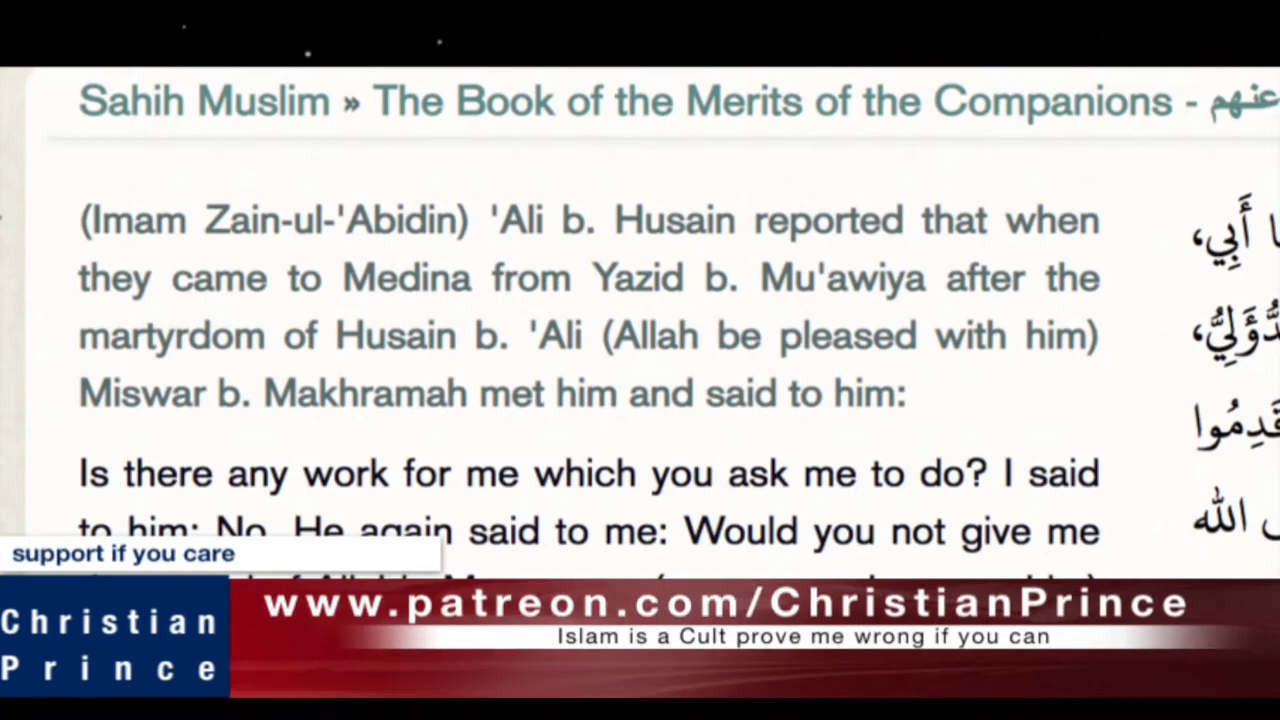 Sahih Muslim » The Book of the Merits of the Companions - عنهم
(Imam Zain-ul-'Abidin) 'Ali b. Husain reported that when
they came to Medina from Yazid b. Mu'awiya after the
martyrdom of Husain b. 'Ali (Allah be pleased with him)
Miswar b. Makhramah met him and said to him:
Is there any work for me which you ask me to do? I said
to him: No. He again said to me: Would you not give me
أَبِي،
قَدِمُوا
الله
support if you care
Christian
Prince
www.patreon.com/ChristianPrince
Islam is a Cult prove me wrong if you can